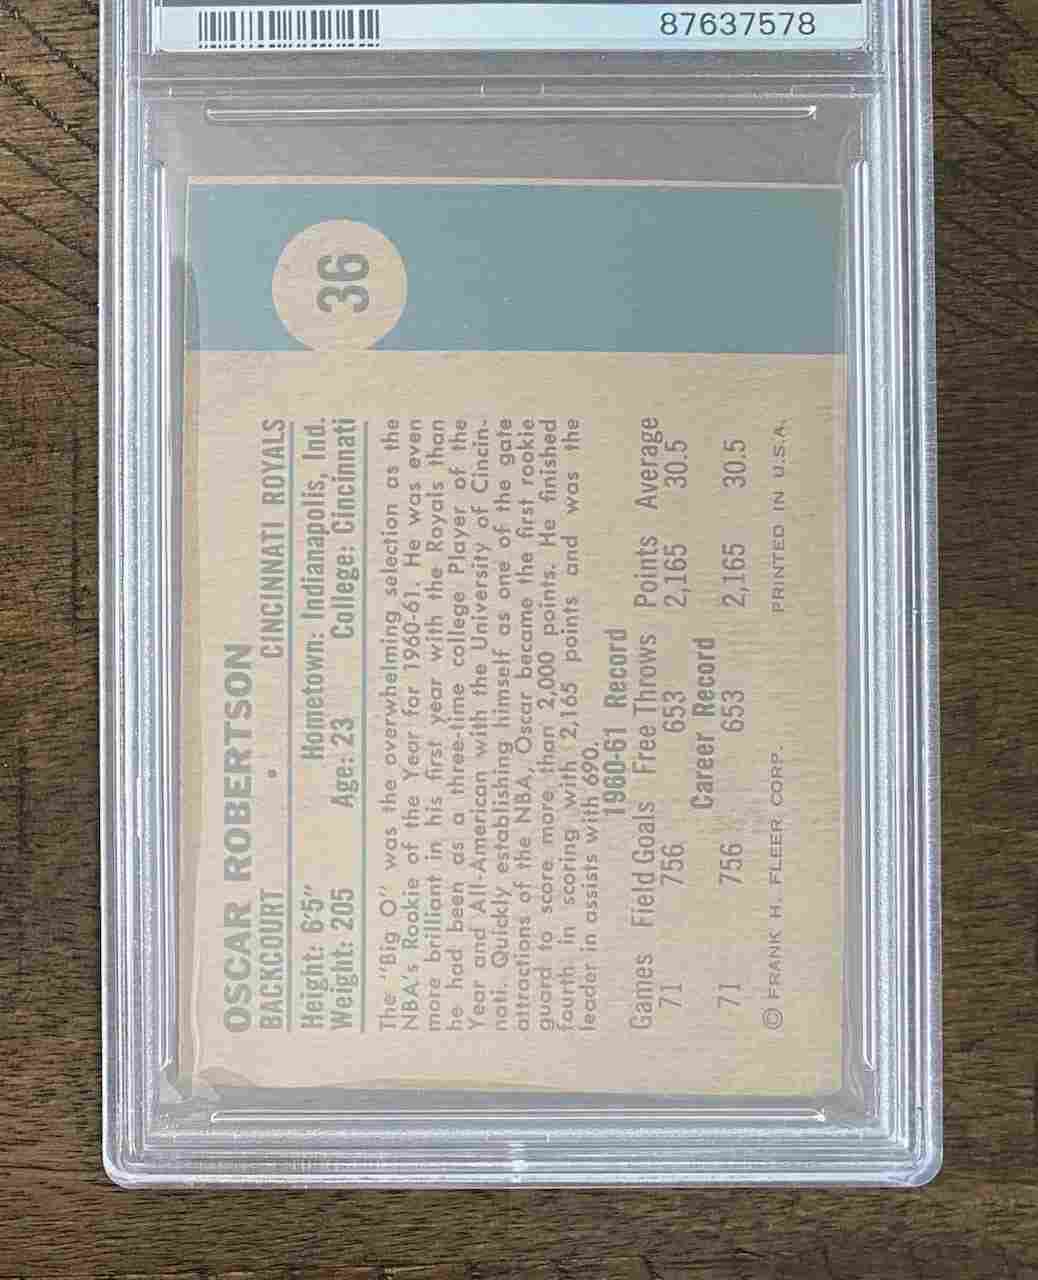 87637578
36
OSCAR ROBERTSON
BACKCOURT • CINCINNATI ROYALS
Height: 6'5" Hometown: Indianapolis, Ind.
Weight: 205 Age: 23 College: Cincinnati
The "Big O" was the overwhelming selection as the
NBA's Rookie of the Year for 1960-61. He was even
more brilliant in his first year with the Royals than
he had been as a three-time college Player of the
Year and All-American with the University of Cincin-
nati. Quickly establishing himself as one of the gate
attractions of the NBA, Oscar became the first rookie
guard to score more than 2,000 points. He finished
fourth in scoring with 2,165 points and was the
leader in assists with 690.
1960-61 Record
Games Field Goals Free Throws Points Average
71 756 653 2,165 30.5
Career Record
71 756 653 2,165 30.5
© FRANK H. FLEER CORP. PRINTED IN U.S.A.